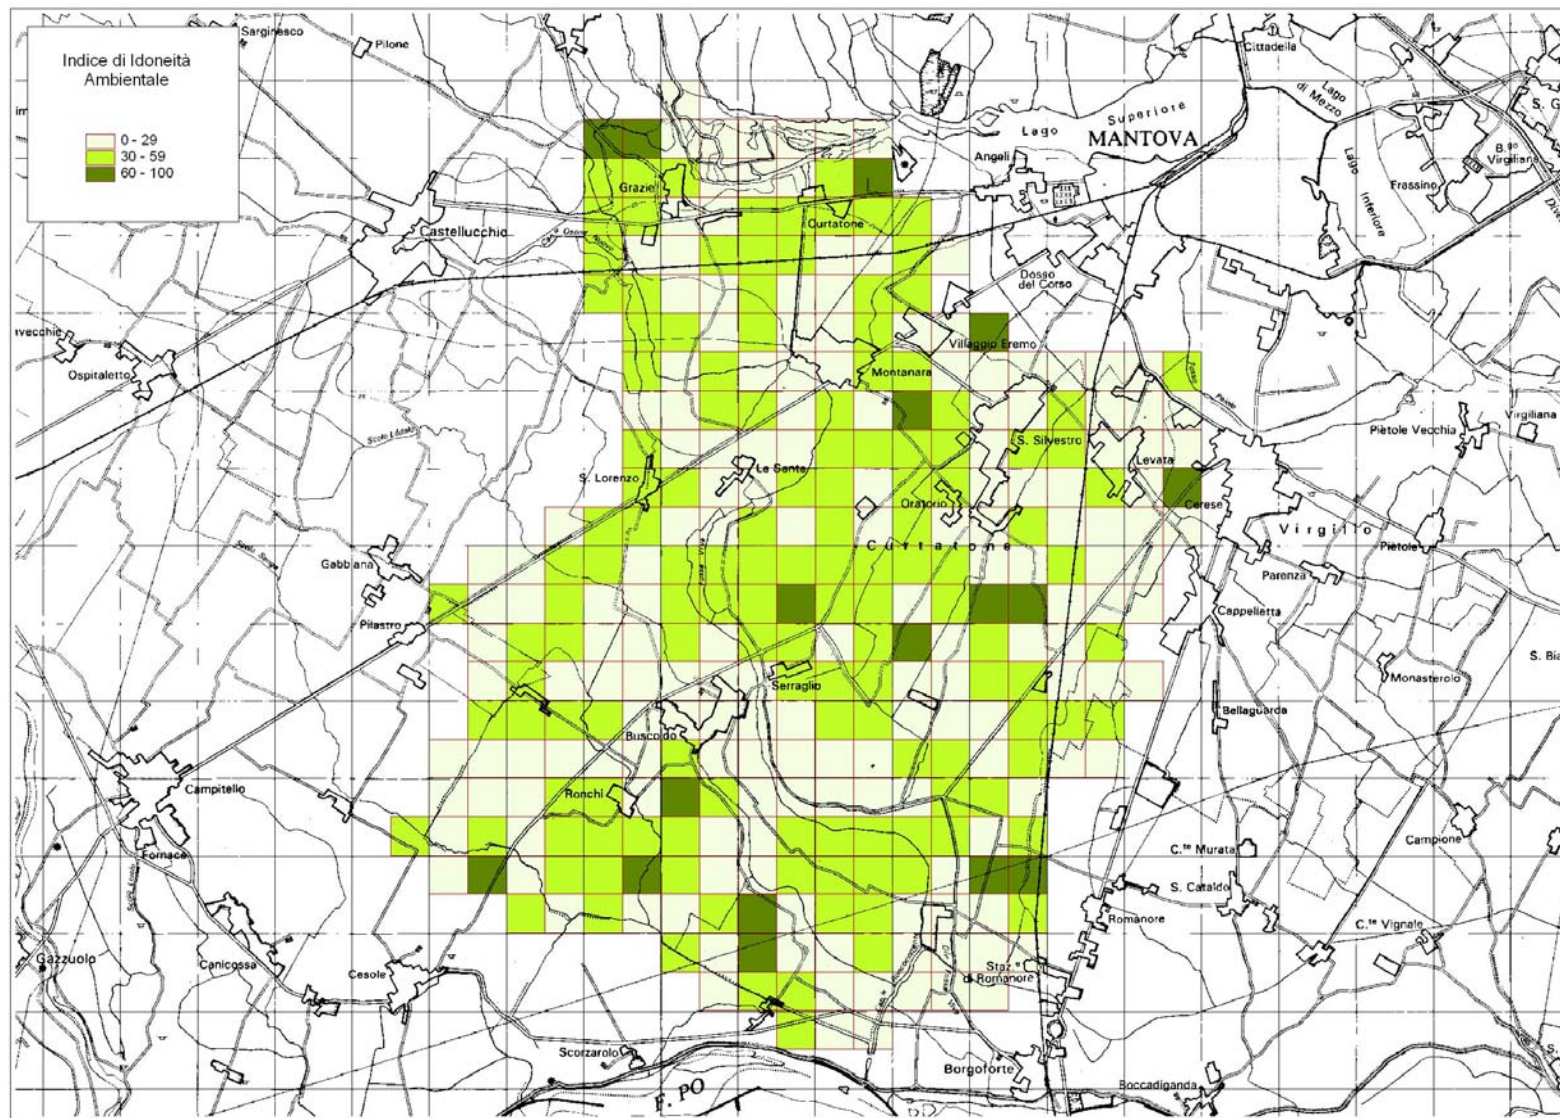 Indice di Idoneità
Ambientale
0 - 29
30 - 59
60 - 100
Sarginesco
Pilone
Cittadella
Lago
di Mezzo
Superiore
Lago
MANTOVA
Angeli
B.go
Virgiliana
Frassino
Lago Inferiore
Grazie
Curtatone
Castellucchio
Dosso
del Corso
Villaggio Eremo
Ospitaletto
Montanara
Fosso
Virgiliana
Pietole Vecchia
S. Silvestro
Levata
Le Sante
S. Lorenzo
Oratorio
Cerese
Virgilio
Curtatone
Pietole
Gabbiana
Parenza
Cappelletta
Pilastro
Serraglio
Monasterolo
Bellaguarda
Buscoldo
Campitello
Ronchi
Campione
Fornace
C.te Murata
S. Cataldo
Romanore
C.te Vignale
Gazzuolo
Canicossa
Cesole
Staz.e
di Romanore
Scorzarolo
Borgoforte
Boccadiganda
F. PO